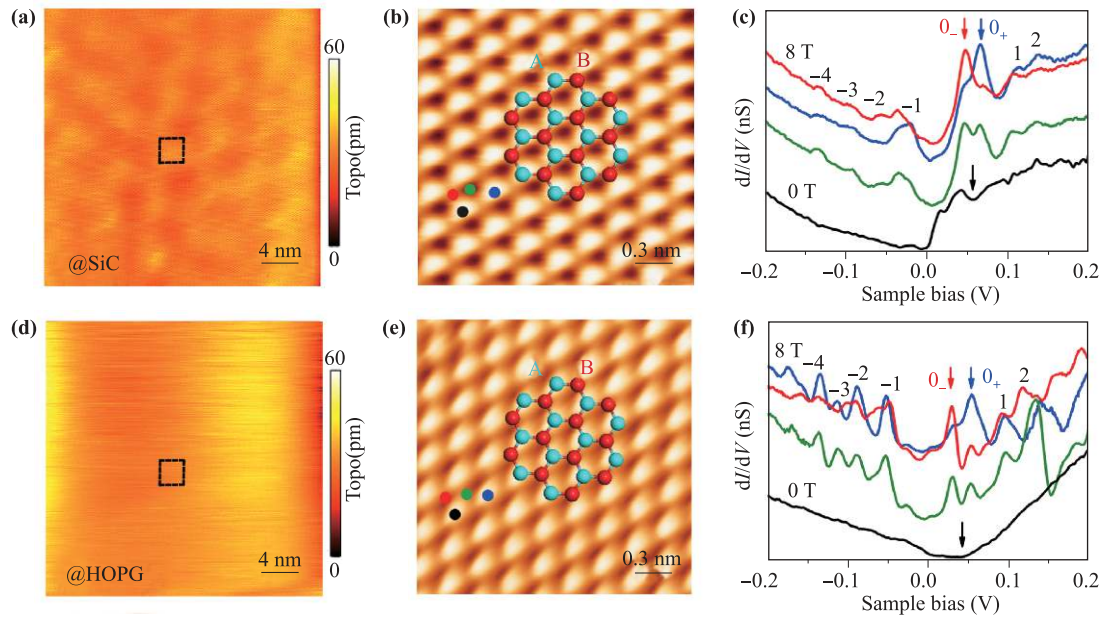 (a)
60
Topo(pm)
0
@SiC
4 nm
(b)
A B
0.3 nm
(c)
8 T
0− 0+
1 2
−4 −3 −2 −1
0 T
dI/dV (nS)
−0.2 −0.1 0.0 0.1 0.2
Sample bias (V)
(d)
60
Topo(pm)
0
@HOPG
4 nm
(e)
A B
0.3 nm
(f)
8 T
−4 −3 −2 −1
0− 0+
1 2
0 T
dI/dV (nS)
−0.2 −0.1 0.0 0.1 0.2
Sample bias (V)